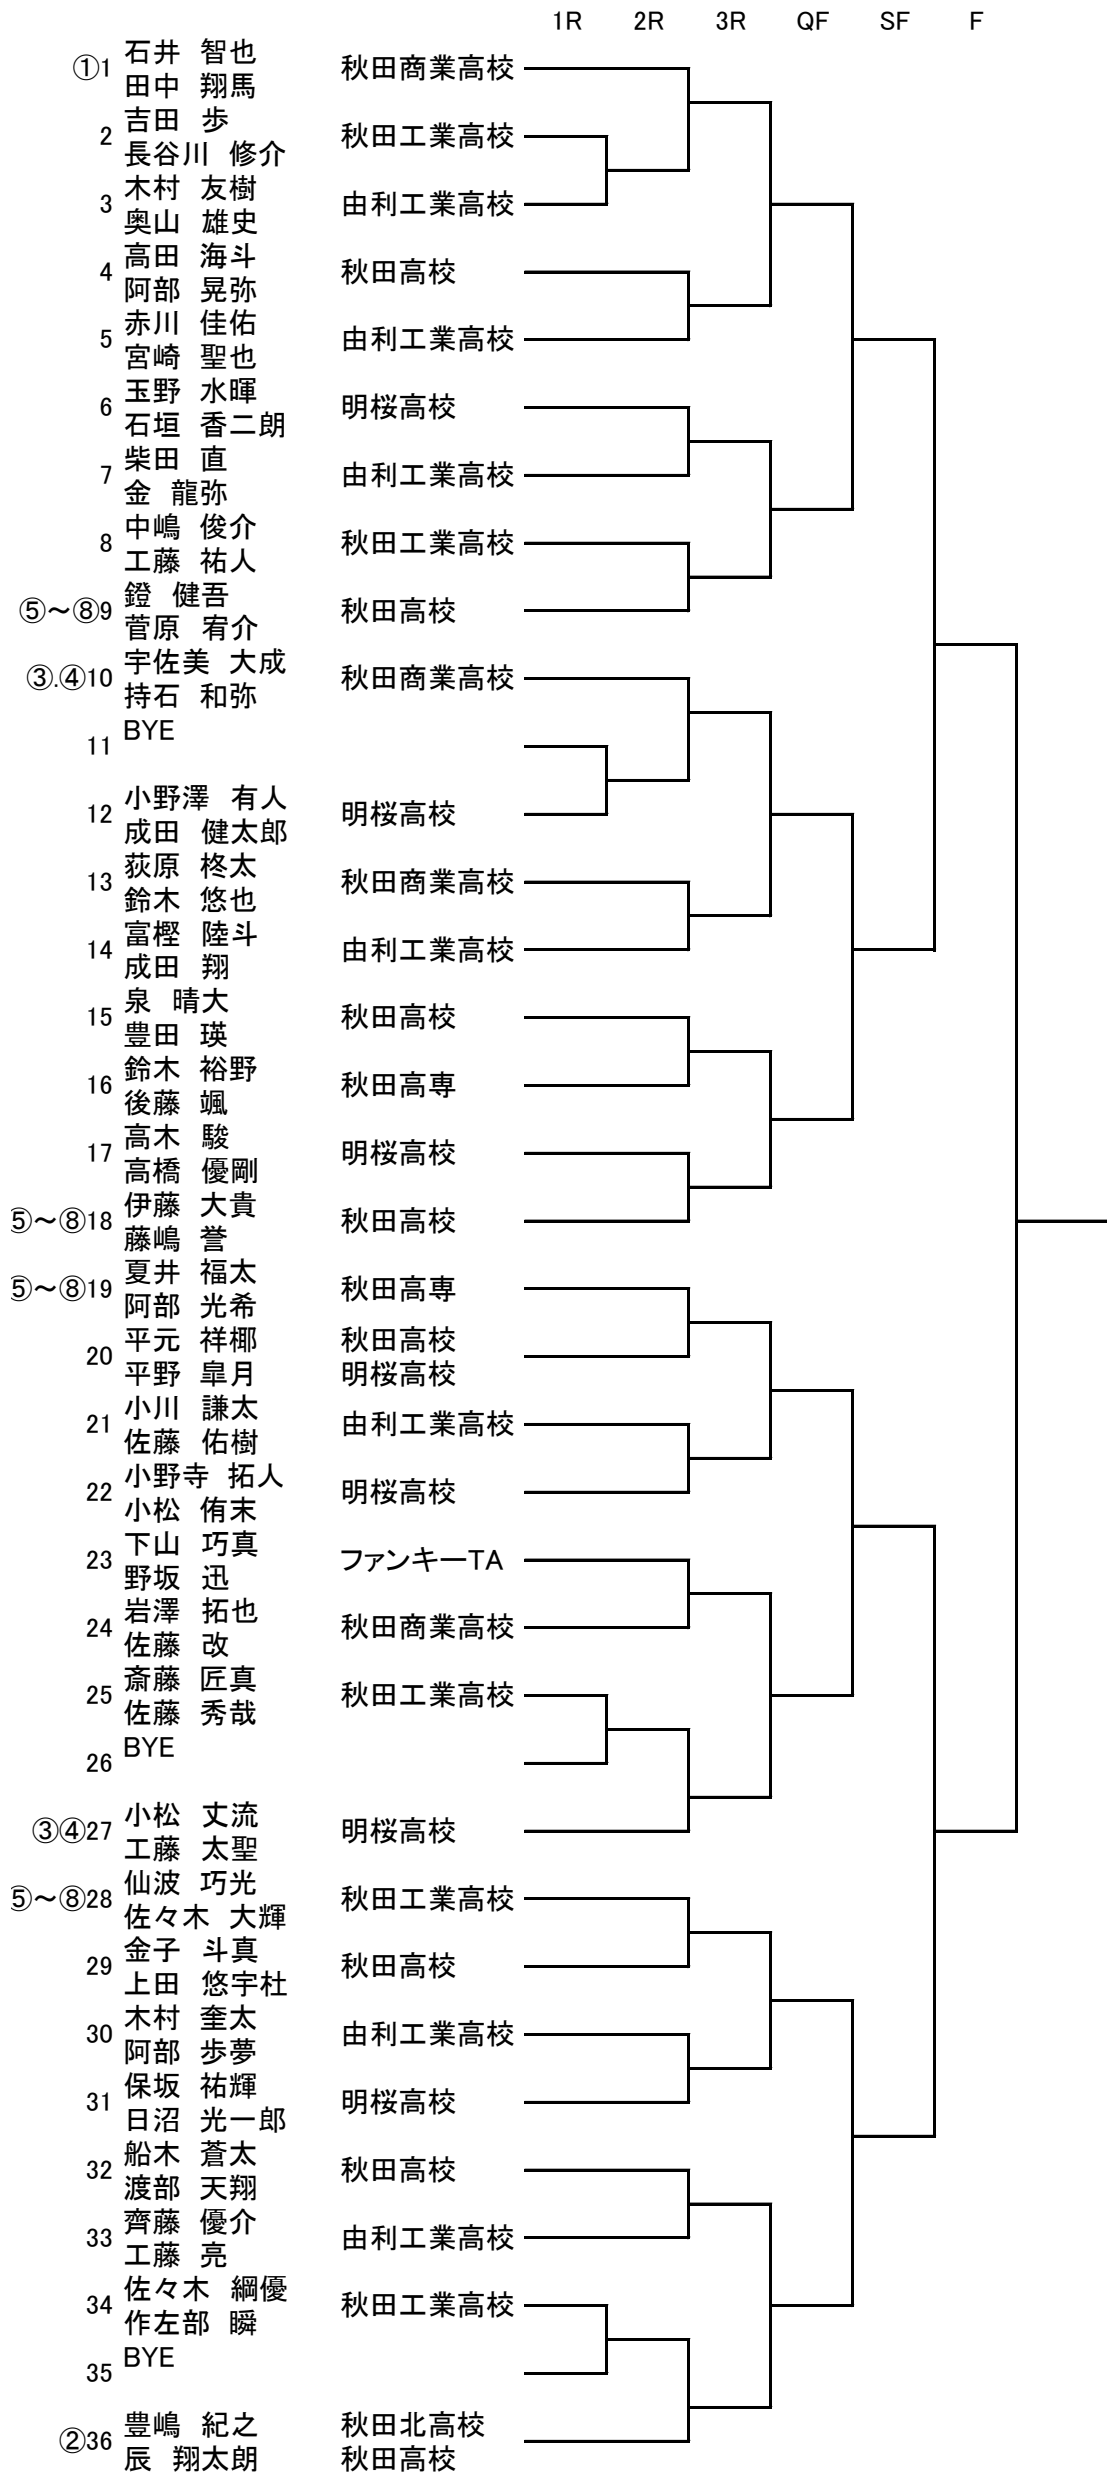 1R 2R 3R QF SF F
石井 智也
①1 秋田商業高校
田中 翔馬
吉田 歩
2 秋田工業高校
長谷川 修介
木村 友樹
3 由利工業高校
奥山 雄史
高田 海斗
4 秋田高校
阿部 晃弥
赤川 佳佑
5 由利工業高校
宮崎 聖也
玉野 水暉
6 明桜高校
石垣 香二朗
柴田 直
7 由利工業高校
金 龍弥
中嶋 俊介
8 秋田工業高校
工藤 祐人
鐙 健吾
⑤～⑧9 秋田高校
菅原 宥介
宇佐美 大成
③.④10 秋田商業高校
持石 和弥
BYE
11
小野澤 有人
12 明桜高校
成田 健太郎
荻原 柊太
13 秋田商業高校
鈴木 悠也
富樫 陸斗
14 由利工業高校
成田 翔
泉 晴大
15 秋田高校
豊田 瑛
鈴木 裕野
16 秋田高専
後藤 颯
高木 駿
17 明桜高校
高橋 優剛
伊藤 大貴
⑤～⑧18 秋田高校
藤嶋 誉
夏井 福太
⑤～⑧19 秋田高専
阿部 光希
平元 祥椰 秋田高校
20
平野 皐月 明桜高校
小川 謙太
21 由利工業高校
佐藤 佑樹
小野寺 拓人
22 明桜高校
小松 侑末
下山 巧真
23 ファンキーTA
野坂 迅
岩澤 拓也
24 秋田商業高校
佐藤 改
斎藤 匠真
25 秋田工業高校
佐藤 秀哉
BYE
26
小松 丈流
③④27 明桜高校
工藤 太聖
仙波 巧光
⑤～⑧28 秋田工業高校
佐々木 大輝
金子 斗真
29 秋田高校
上田 悠宇杜
木村 奎太
30 由利工業高校
阿部 歩夢
保坂 祐輝
31 明桜高校
日沼 光一郎
船木 蒼太
32 秋田高校
渡部 天翔
齊藤 優介
33 由利工業高校
工藤 亮
佐々木 綱優
34 秋田工業高校
作左部 瞬
BYE
35
豊嶋 紀之 秋田北高校
②36
辰 翔太朗 秋田高校